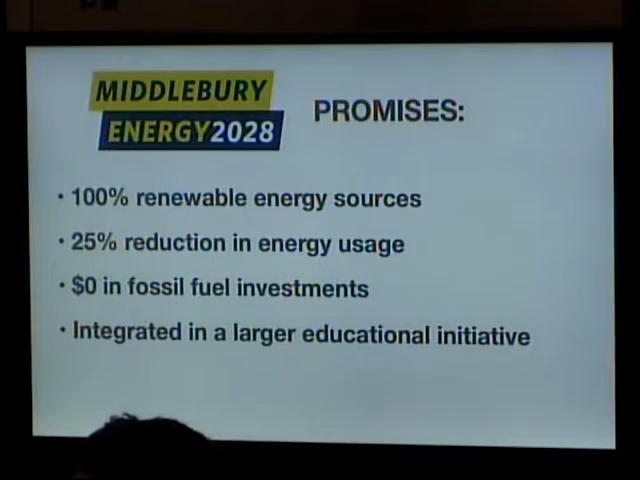 MIDDLEBURY
ENERGY2028
PROMISES:
· 100% renewable energy sources
· 25% reduction in energy usage
· $0 in fossil fuel investments
· Integrated in a larger educational initiative